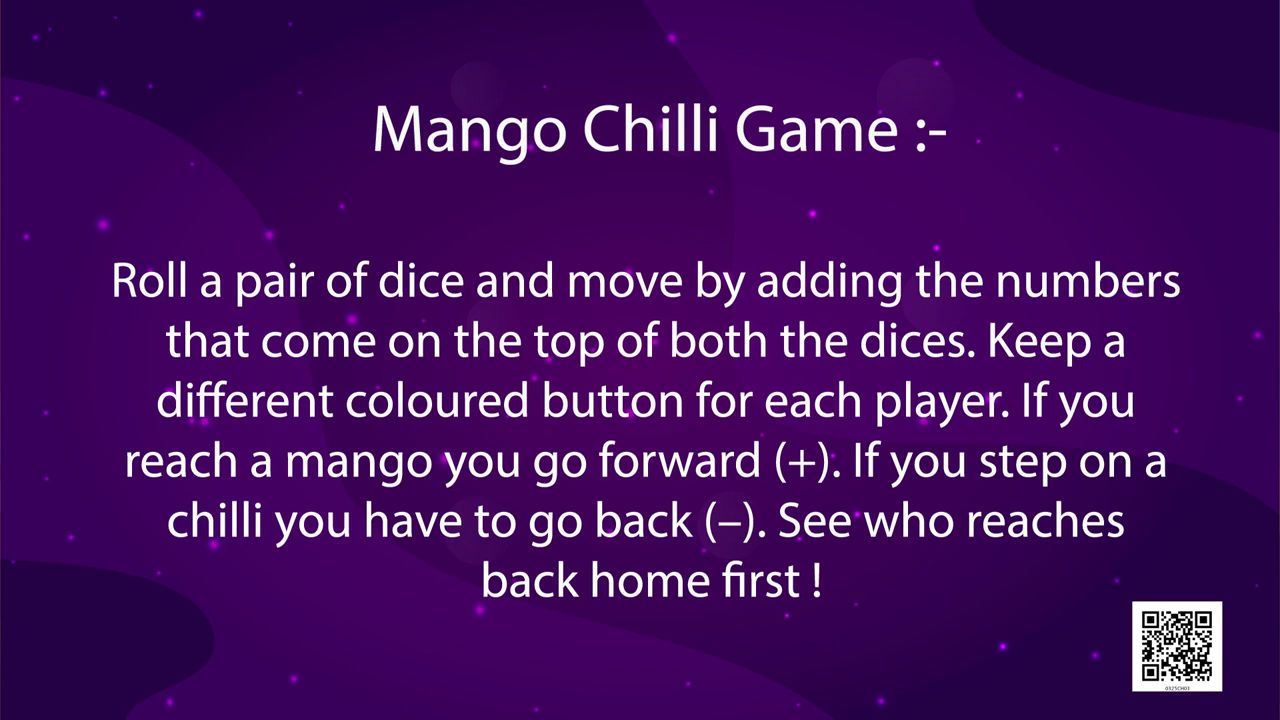 Mango Chilli Game :-
Roll a pair of dice and move by adding the numbers
that come on the top of both the dices. Keep a
different coloured button for each player. If you
reach a mango you go forward (+). If you step on a
chilli you have to go back (–). See who reaches
back home first !
0325CH03